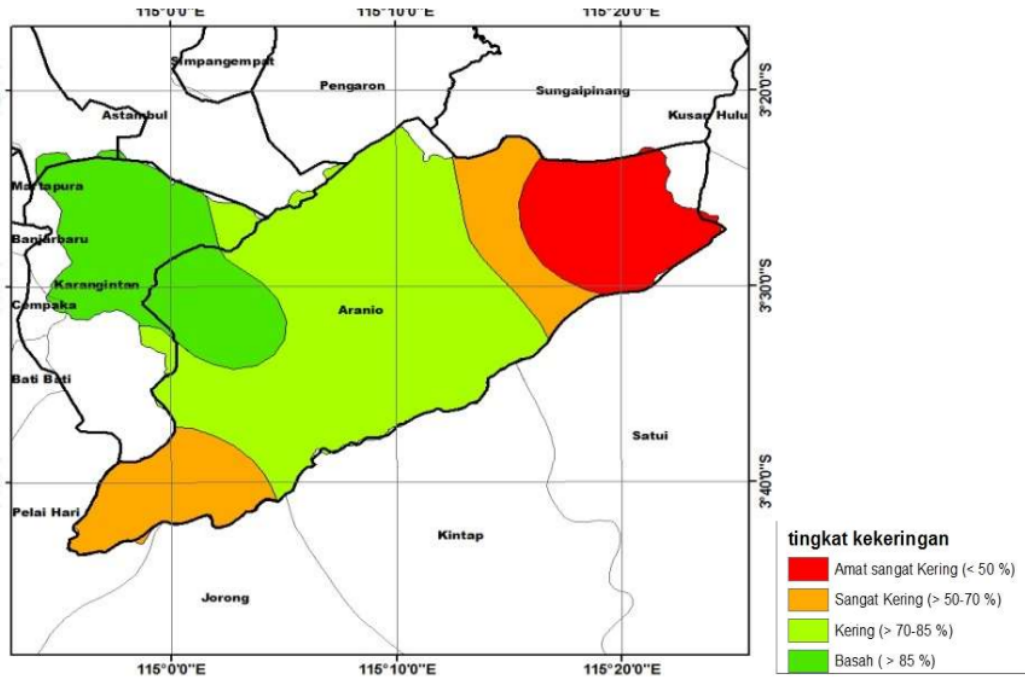 115°0'0"E 115°10'0"E 115°20'0"E
Simpangempat
Pengaron
Sungaipinang
3°20'0"S
Astambul
Kusan Hulu
Martapura
Banjarbaru
Karangintan
3°30'0"S
Cempaka
Aranio
Bati Bati
Satui
3°40'0"S
Pelai Hari
Kintap
Jorong
115°0'0"E 115°10'0"E 115°20'0"E
tingkat kekeringan
Amat sangat Kering (< 50 %)
Sangat Kering (> 50-70 %)
Kering (> 70-85 %)
Basah ( > 85 %)